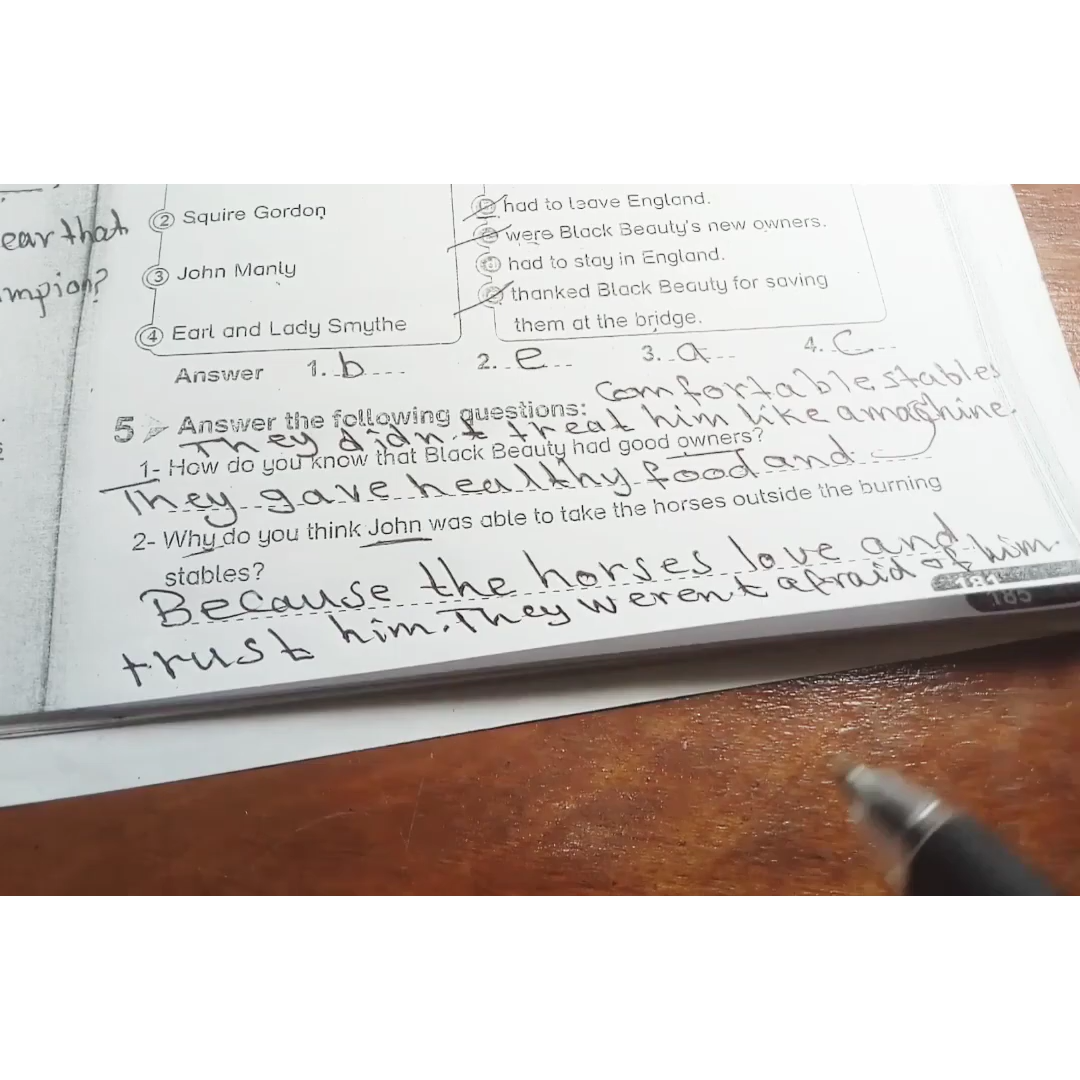 ear that
mpion?
② Squire Gordon
③ John Manly
④ Earl and Lady Smythe
had to leave England.
were Black Beauty's new owners.
ⓓ had to stay in England.
thanked Black Beauty for saving
them at the bridge.
Answer 1. b 2. e 3. a 4. C
5 Answer the following questions:
Comfortable stables
They didn't treat him like a machine.
1- How do you know that Black Beauty had good owners?
They gave healthy food and
2- Why do you think John was able to take the horses outside the burning
stables?
Because the horses love and
trust him. They weren't afraid of him.
185